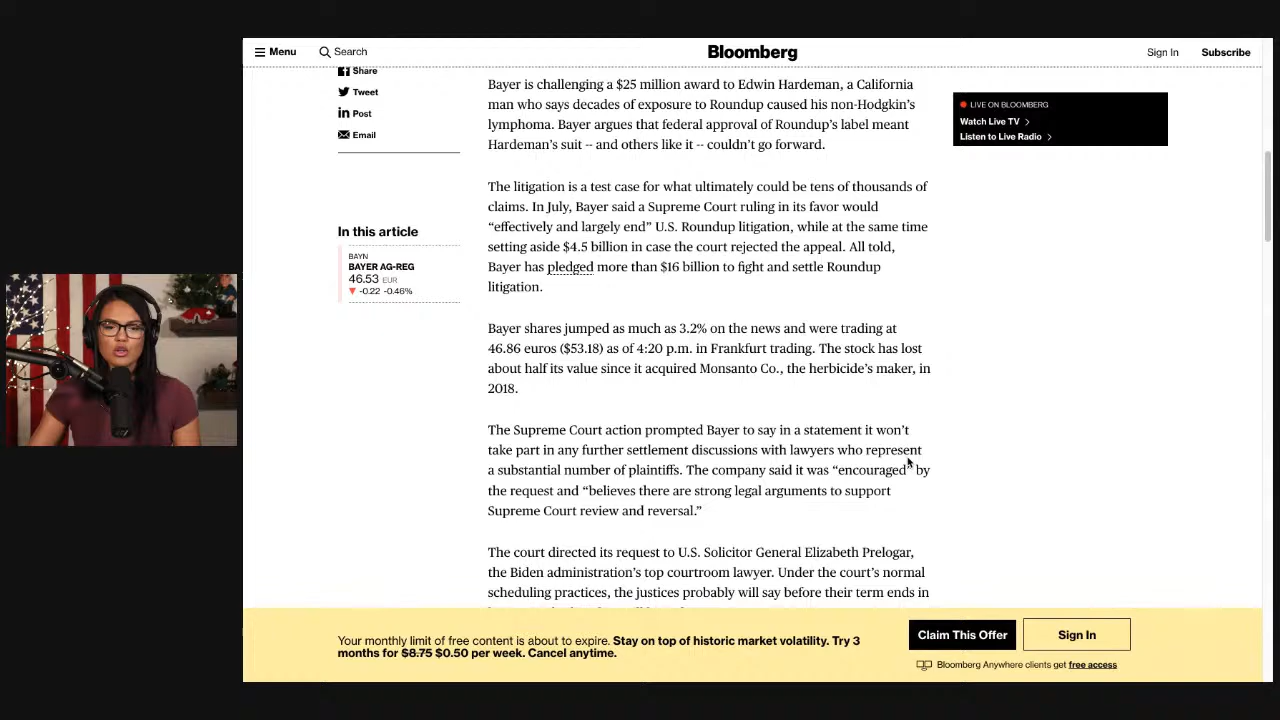 Menu
Search
Bloomberg
Sign In
Subscribe
Share
Tweet
Post
Email
In this article
BAYN
BAYER AG-REG
46.53 EUR
-0.22 -0.46%
Bayer is challenging a $25 million award to Edwin Hardeman, a California
man who says decades of exposure to Roundup caused his non-Hodgkin's
lymphoma. Bayer argues that federal approval of Roundup's label meant
Hardeman's suit -- and others like it -- couldn't go forward.
The litigation is a test case for what ultimately could be tens of thousands of
claims. In July, Bayer said a Supreme Court ruling in its favor would
“effectively and largely end” U.S. Roundup litigation, while at the same time
setting aside $4.5 billion in case the court rejected the appeal. All told,
Bayer has pledged more than $16 billion to fight and settle Roundup
litigation.
Bayer shares jumped as much as 3.2% on the news and were trading at
46.86 euros ($53.18) as of 4:20 p.m. in Frankfurt trading. The stock has lost
about half its value since it acquired Monsanto Co., the herbicide's maker, in
2018.
The Supreme Court action prompted Bayer to say in a statement it won't
take part in any further settlement discussions with lawyers who represent
a substantial number of plaintiffs. The company said it was “encouraged” by
the request and “believes there are strong legal arguments to support
Supreme Court review and reversal.”
The court directed its request to U.S. Solicitor General Elizabeth Prelogar,
the Biden administration's top courtroom lawyer. Under the court's normal
scheduling practices, the justices probably will say before their term ends in
LIVE ON BLOOMBERG
Watch Live TV
Listen to Live Radio
Your monthly limit of free content is about to expire. Stay on top of historic market volatility. Try 3
months for $8.75 $0.50 per week. Cancel anytime.
Claim This Offer
Sign In
Bloomberg Anywhere clients get free access